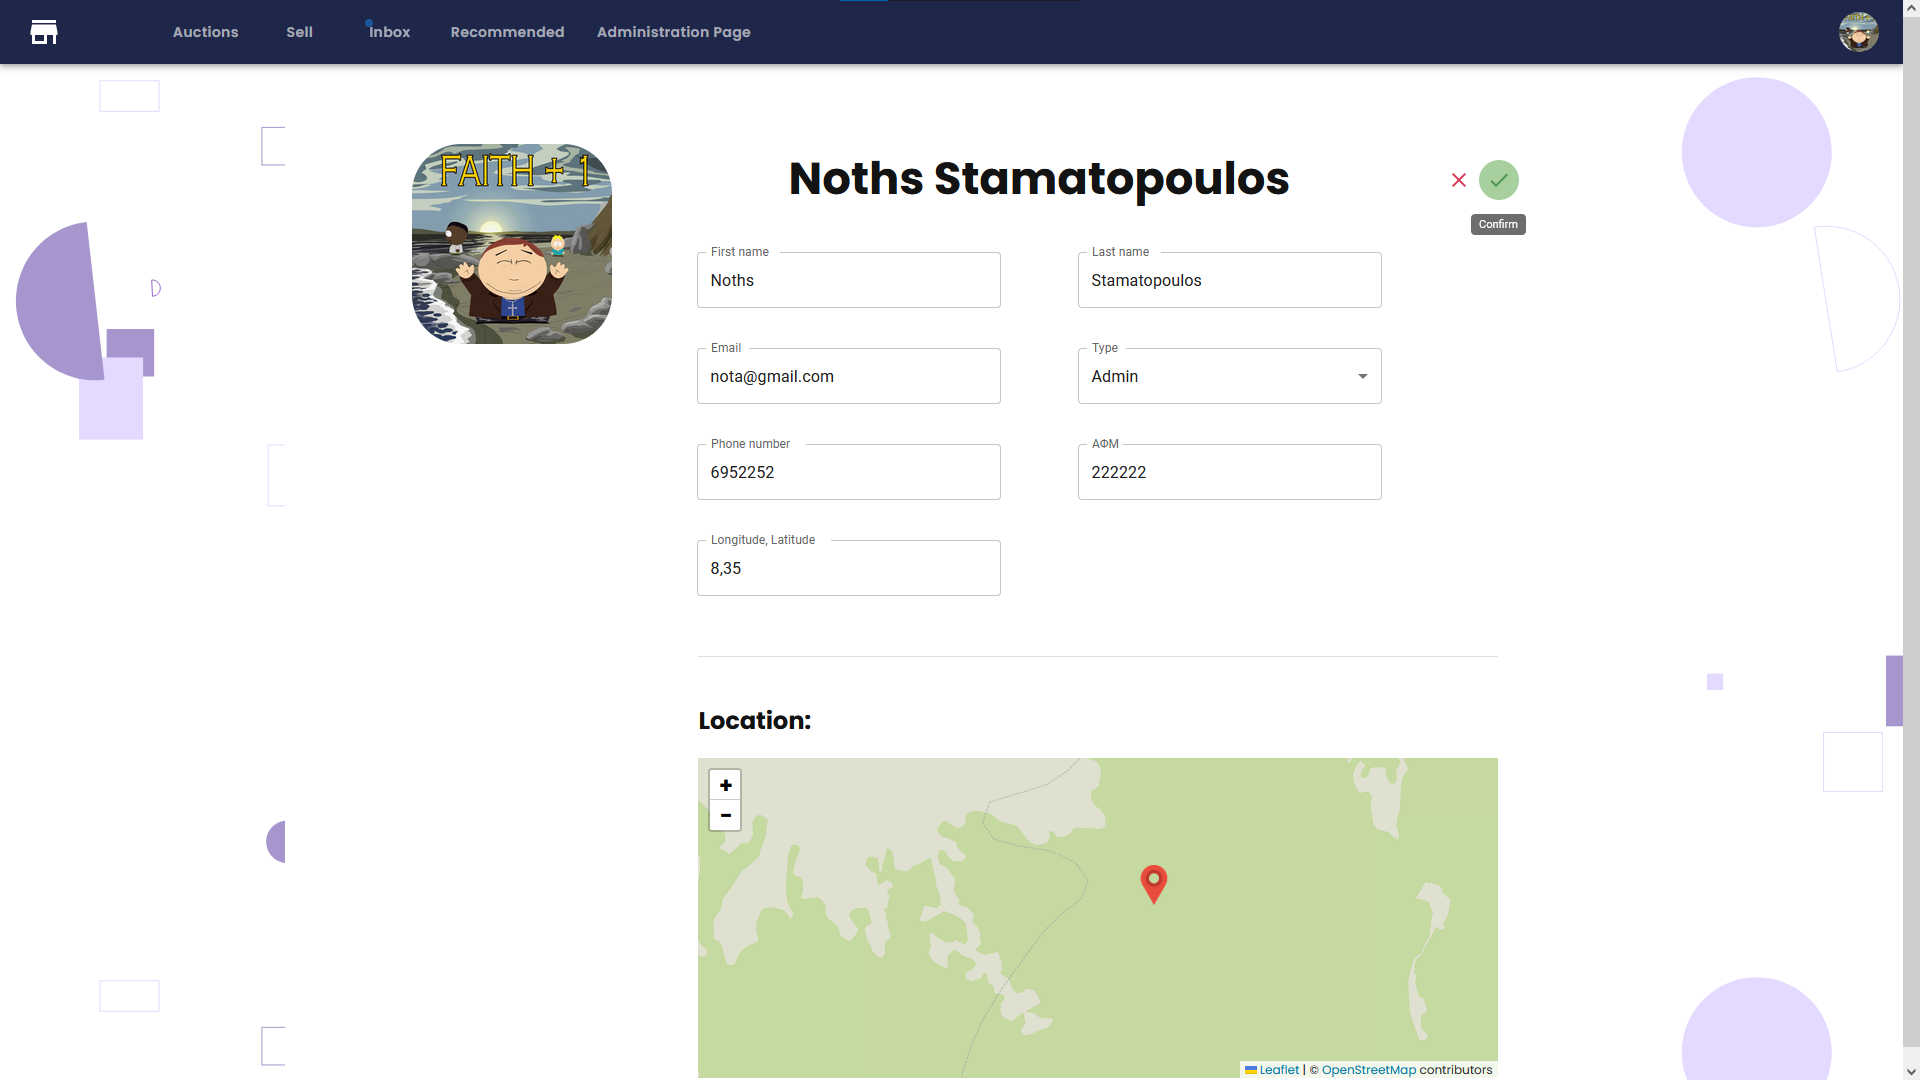 Auctions Sell Inbox Recommended Administration Page
FAITH + 1
Noths Stamatopoulos
Confirm
First name
Noths
Last name
Stamatopoulos
Email
nota@gmail.com
Type
Admin
Phone number
6952252
ΑΦΜ
222222
Longitude, Latitude
8,35
Location:
+
-
Leaflet | © OpenStreetMap contributors